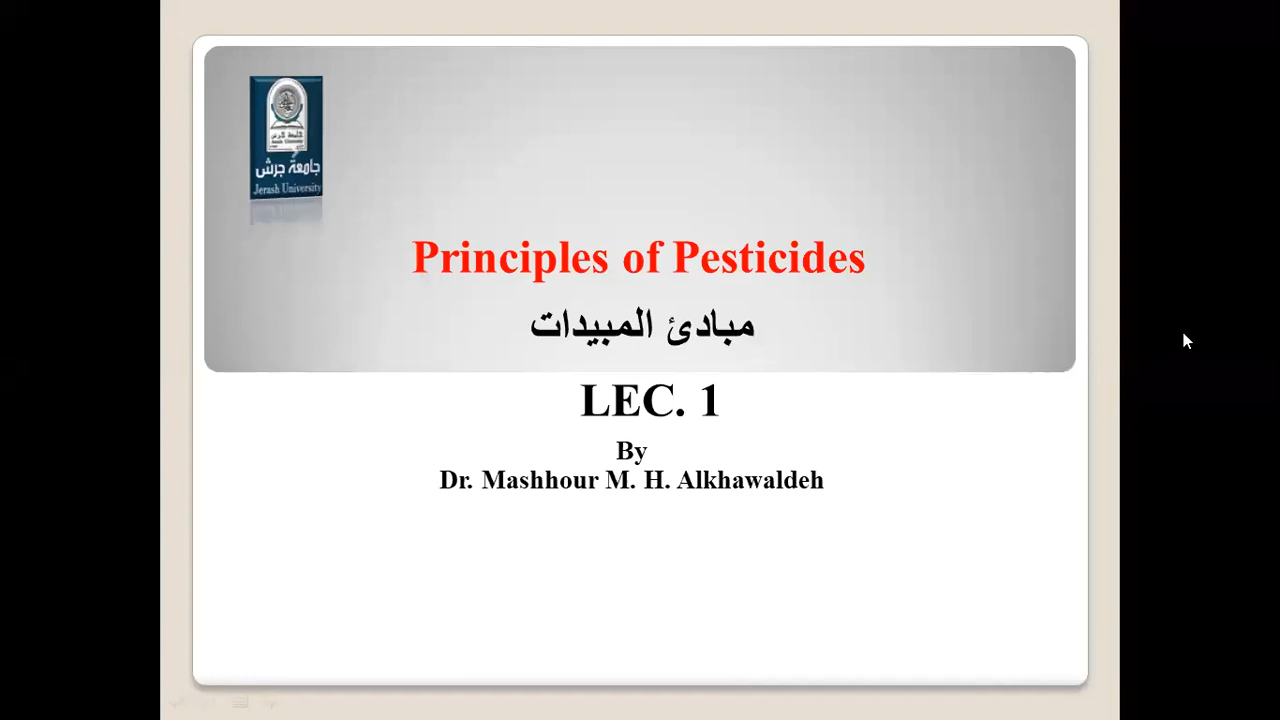 جامعة جرش
Jerash University
Principles of Pesticides
مبادئ المبيدات
LEC. 1
By
Dr. Mashhour M. H. Alkhawaldeh